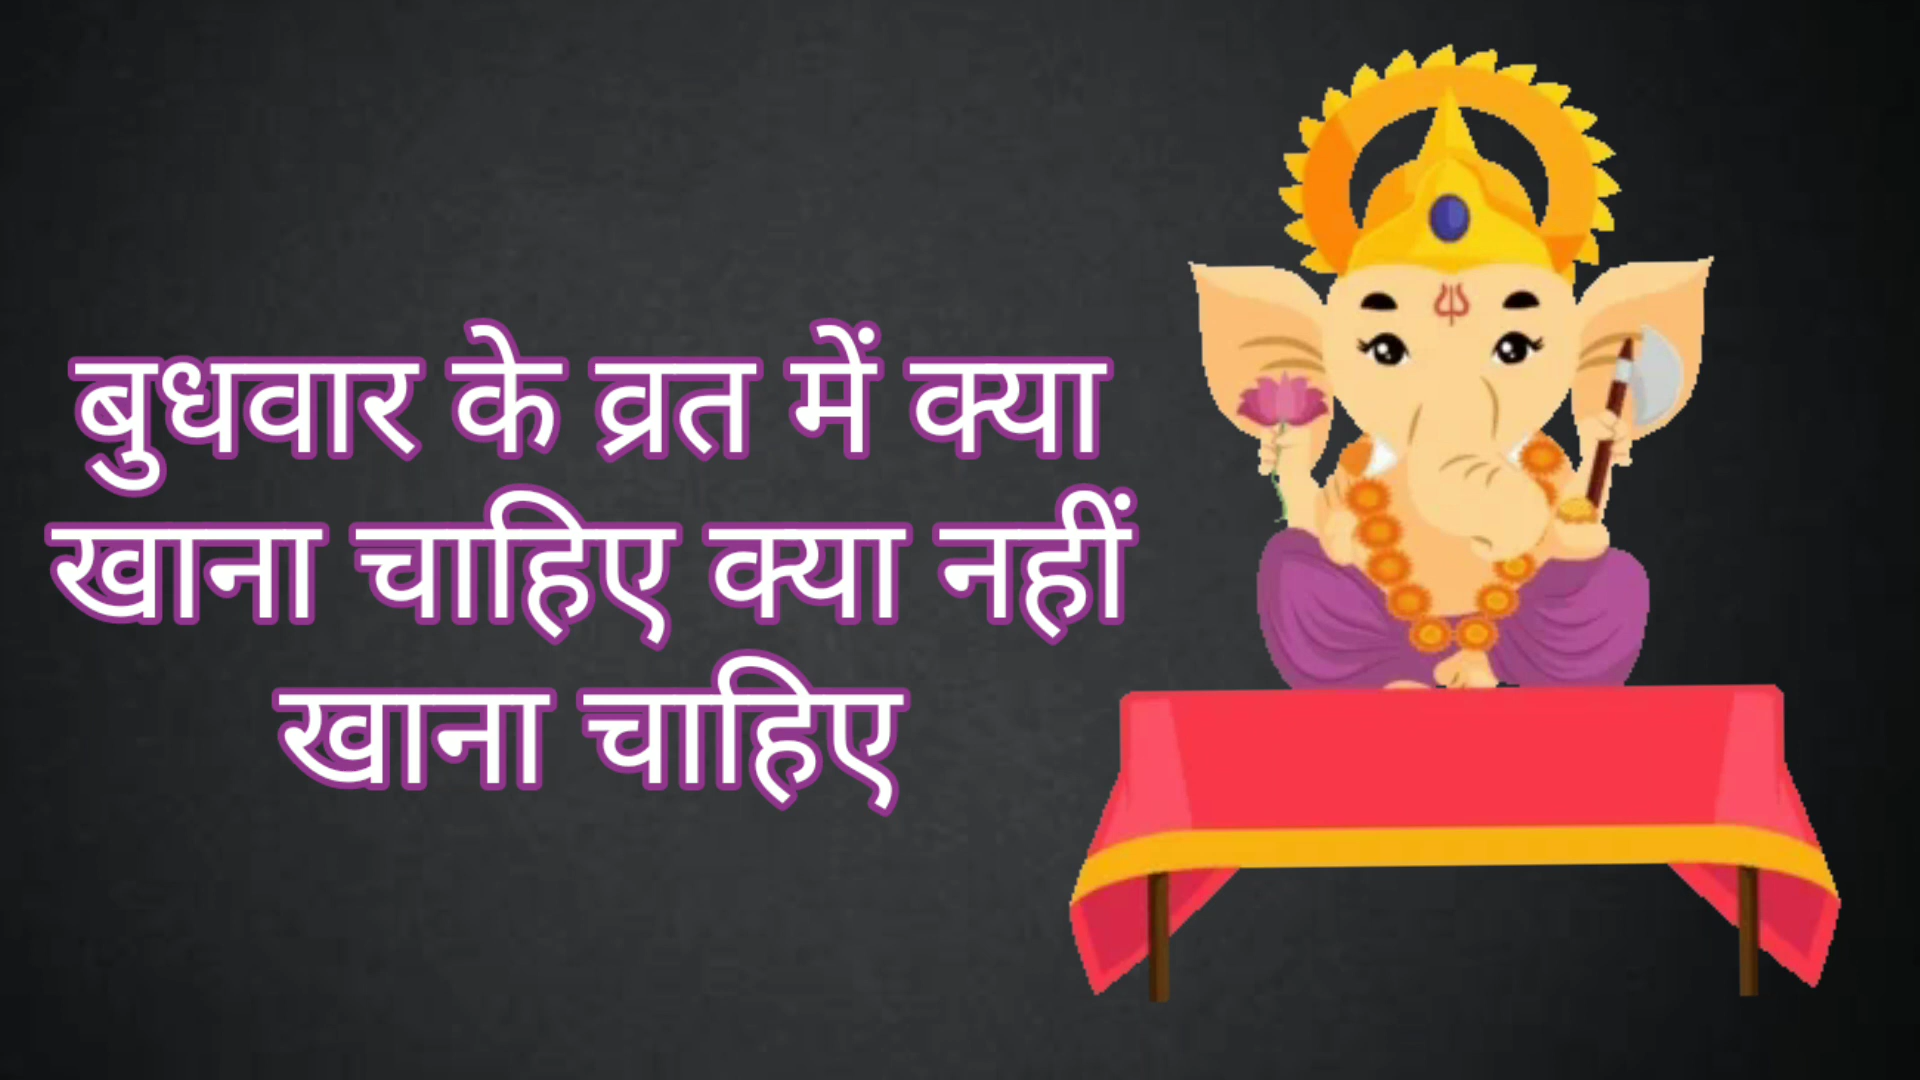 बुधवार के व्रत में क्या
खाना चाहिए क्या नहीं
खाना चाहिए